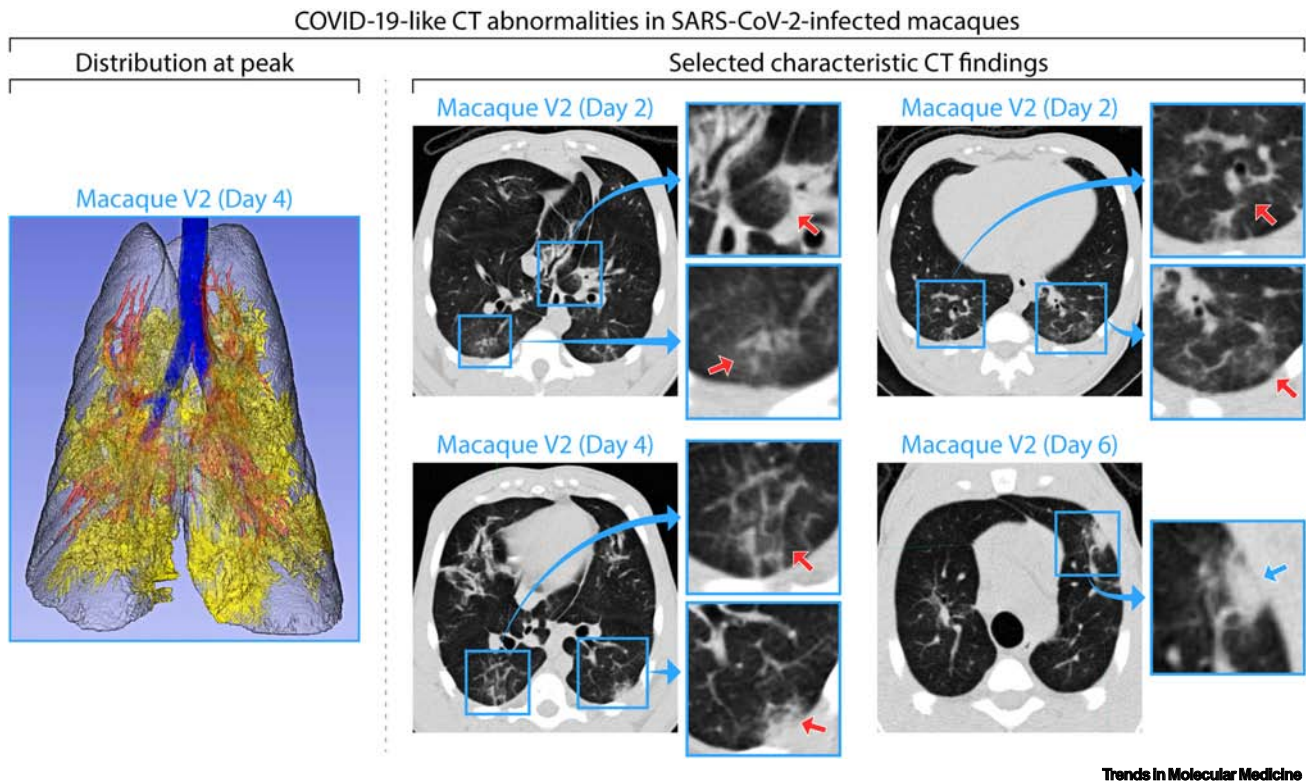 COVID-19-like CT abnormalities in SARS-CoV-2-infected macaques
Distribution at peak
Selected characteristic CT findings
Macaque V2 (Day 4)
Macaque V2 (Day 2)
Macaque V2 (Day 2)
Macaque V2 (Day 4)
Macaque V2 (Day 6)
Trends in Molecular Medicine